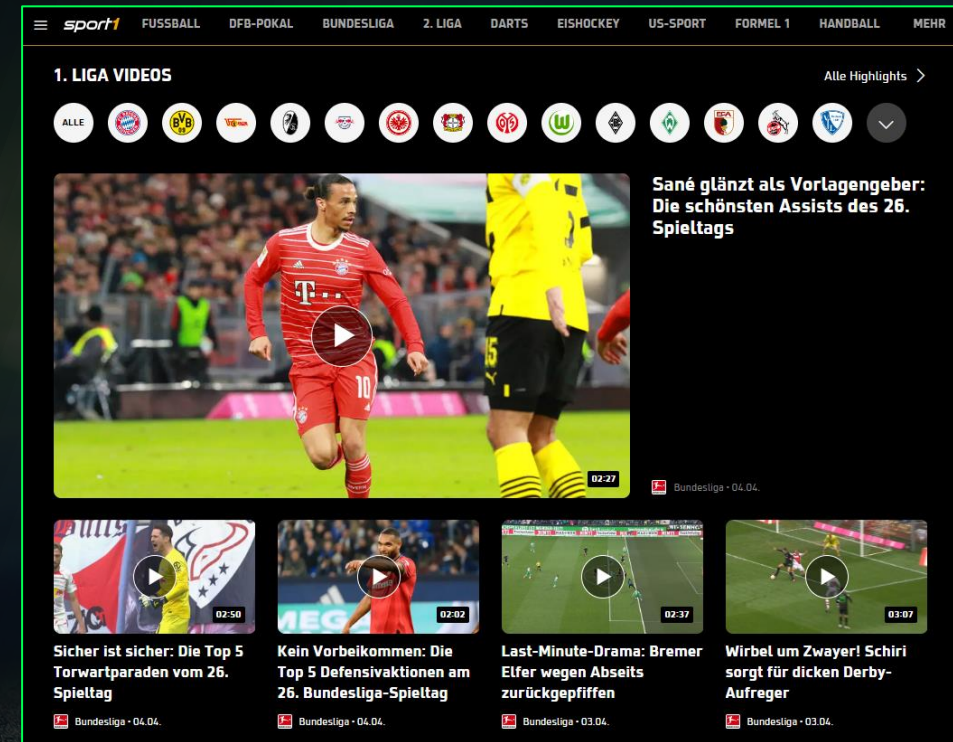 sport1 FUSSBALL DFB-POKAL BUNDESLIGA 2. LIGA DARTS EISHOCKEY US-SPORT FORMEL 1 HANDBALL MEHR
1. LIGA VIDEOS
Alle Highlights
ALLE
BVB 09
Sané glänzt als Vorlagengeber:
Die schönsten Assists des 26.
Spieltags
T
10
15
02:27
Bundesliga • 04.04.
02:50
02:02
02:37
03:07
Sicher ist sicher: Die Top 5
Torwartparaden vom 26.
Spieltag
Bundesliga • 04.04.
Kein Vorbeikommen: Die
Top 5 Defensivaktionen am
26. Bundesliga-Spieltag
Bundesliga • 04.04.
Last-Minute-Drama: Bremer
Elfer wegen Abseits
zurückgepfiffen
Bundesliga • 03.04.
Wirbel um Zwayer! Schiri
sorgt für dicken Derby-
Aufreger
Bundesliga • 03.04.